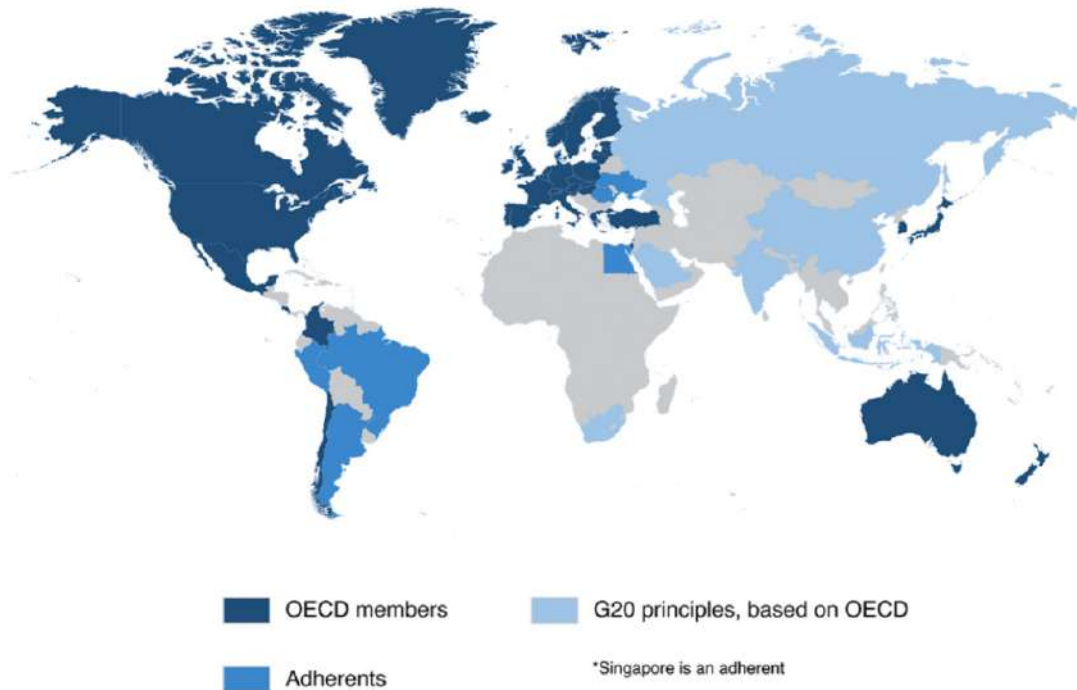 OECD members
G20 principles, based on OECD
Adherents
*Singapore is an adherent